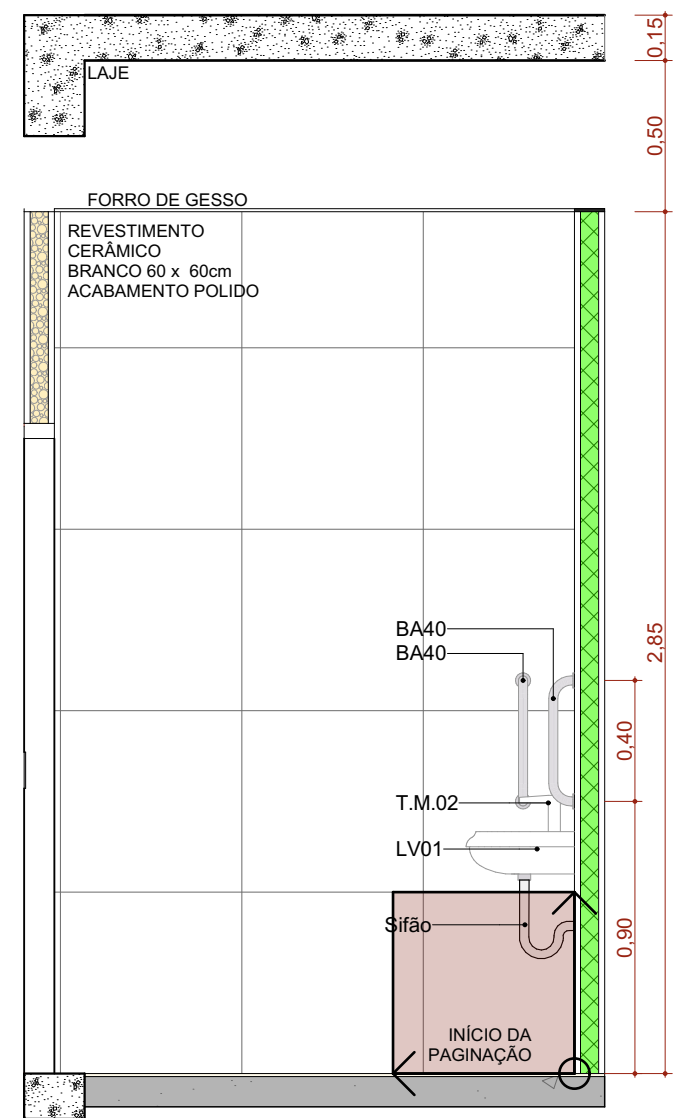 0,15
LAJE
0,50
FORRO DE GESSO
REVESTIMENTO
CERÂMICO
BRANCO 60 x 60cm
ACABAMENTO POLIDO
BA40
BA40
2,85
0,40
T.M.02
LV01
Sifão
0,90
INÍCIO DA
PAGINAÇÃO